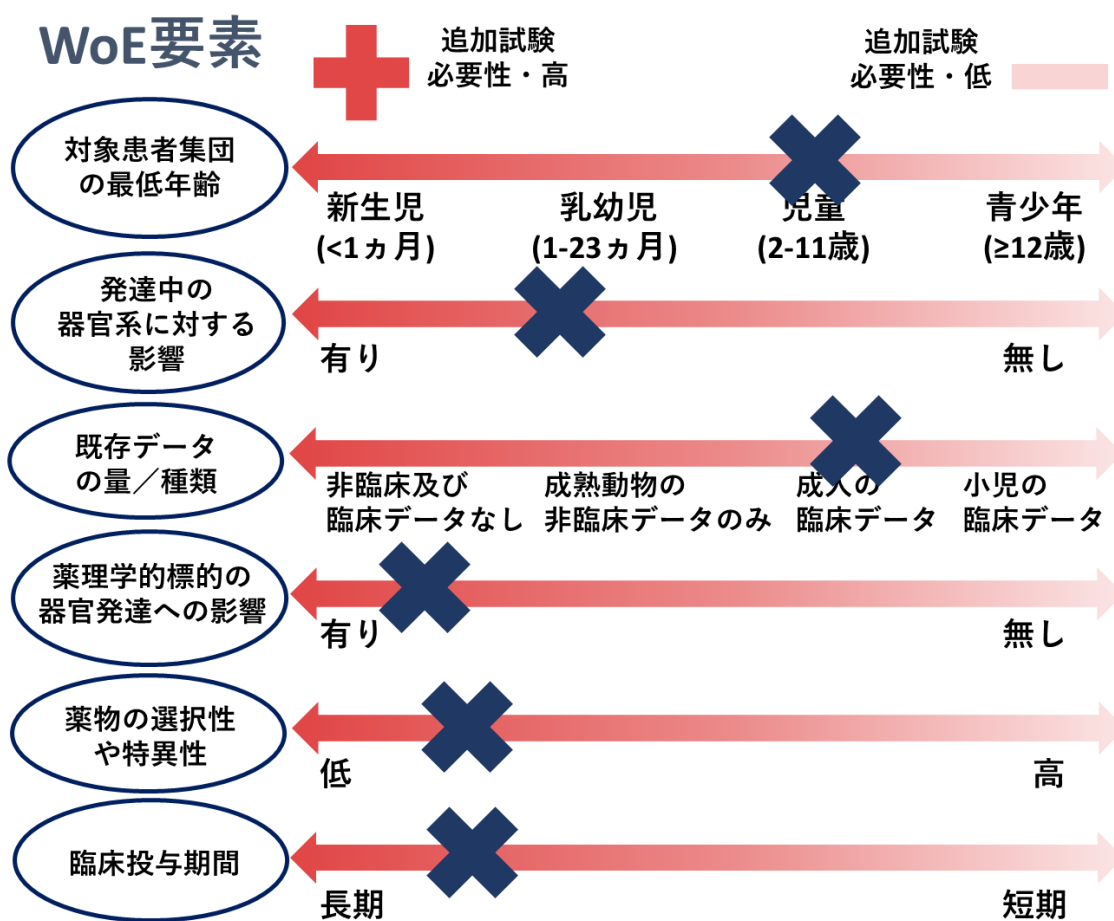 WoE要素
追加試験
必要性・高
追加試験
必要性・低
対象患者集団
の最低年齢
新生児
(<1ヵ月)
乳幼児
(1-23ヵ月)
児童
(2-11歳)
青少年
(≥12歳)
発達中の
器官系に対する
影響
有り
無し
既存データ
の量／種類
非臨床及び
臨床データなし
成熟動物の
非臨床データのみ
成人の
臨床データ
小児の
臨床データ
薬理学的標的の
器官発達への影響
有り
無し
薬物の選択性
や特異性
低
高
臨床投与期間
長期
短期